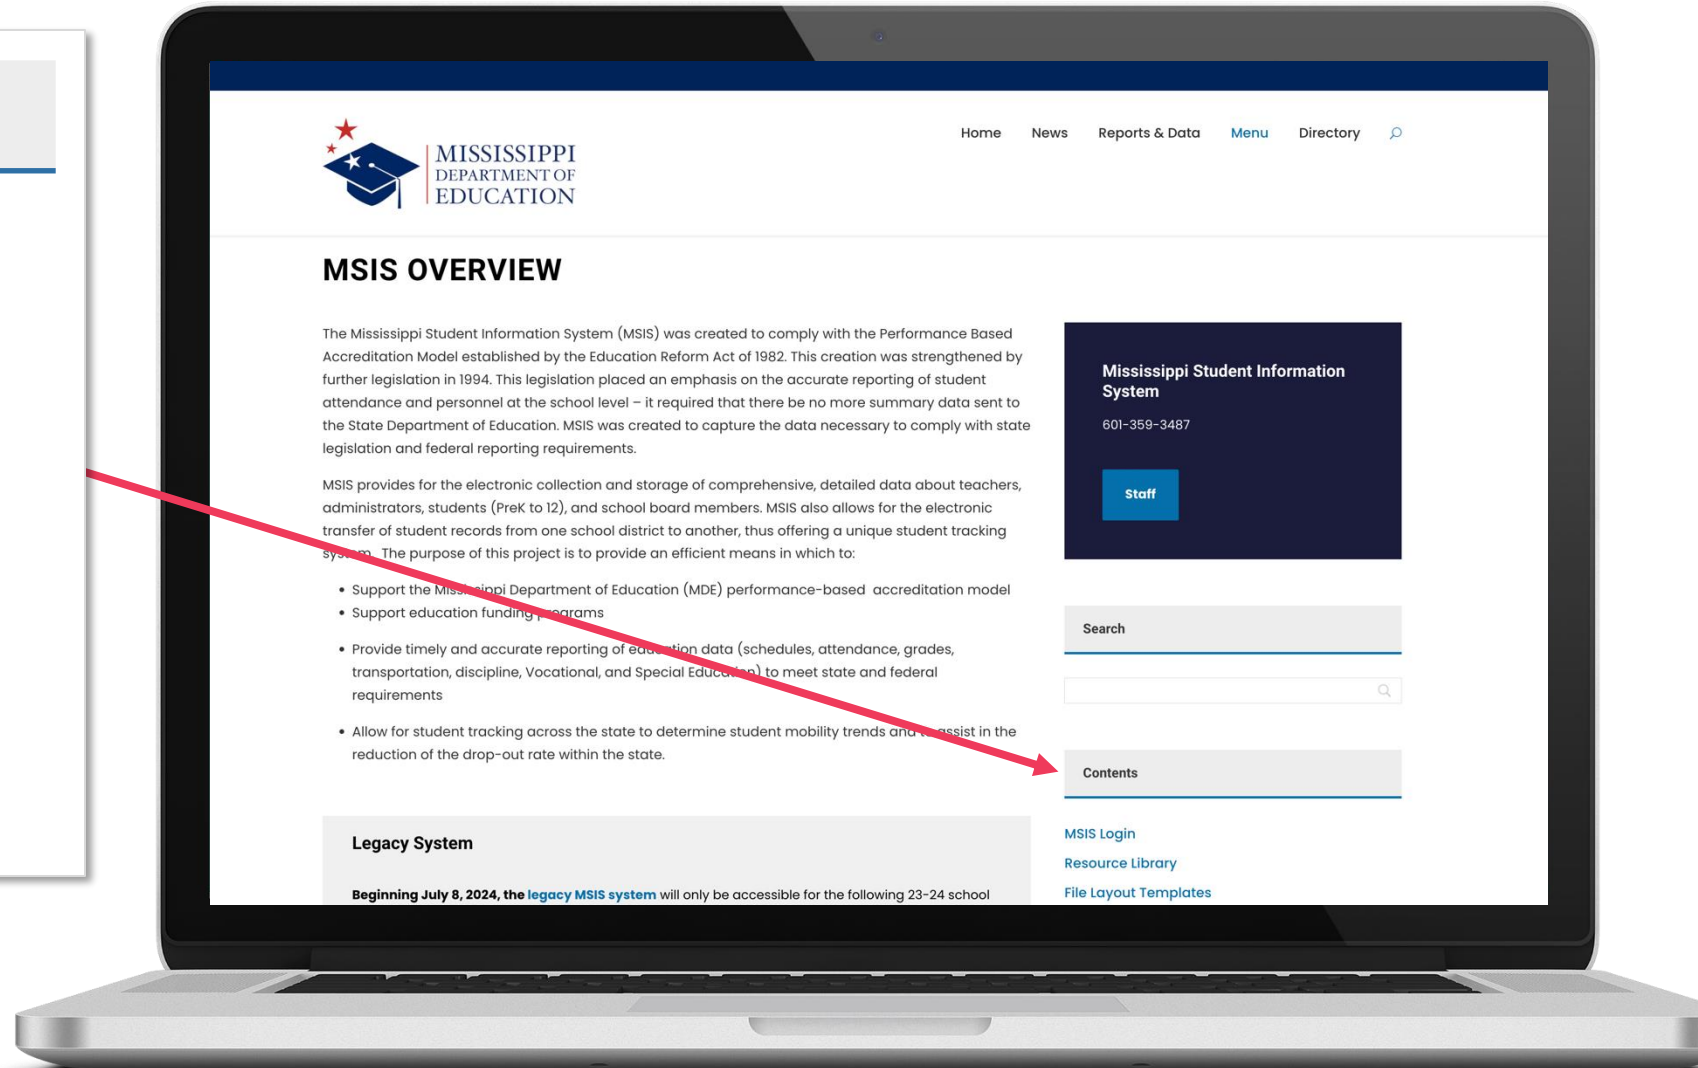 MISSISSIPPI
DEPARTMENT OF
EDUCATION
Home News Reports & Data Menu Directory
MSIS OVERVIEW
The Mississippi Student Information System (MSIS) was created to comply with the Performance Based
Accreditation Model established by the Education Reform Act of 1982. This creation was strengthened by
further legislation in 1994. This legislation placed an emphasis on the accurate reporting of student
attendance and personnel at the school level – it required that there be no more summary data sent to
the State Department of Education. MSIS was created to capture the data necessary to comply with state
legislation and federal reporting requirements.
MSIS provides for the electronic collection and storage of comprehensive, detailed data about teachers,
administrators, students (PreK to 12), and school board members. MSIS also allows for the electronic
transfer of student records from one school district to another, thus offering a unique student tracking
system. The purpose of this project is to provide an efficient means in which to:
• Support the Mississippi Department of Education (MDE) performance-based accreditation model
• Support education funding programs
• Provide timely and accurate reporting of education data (schedules, attendance, grades,
transportation, discipline, Vocational, and Special Education) to meet state and federal
requirements
• Allow for student tracking across the state to determine student mobility trends and to assist in the
reduction of the drop-out rate within the state.
Legacy System
Beginning July 8, 2024, the legacy MSIS system will only be accessible for the following 23-24 school
Mississippi Student Information
System
601-359-3487
Staff
Search
Contents
MSIS Login
Resource Library
File Layout Templates